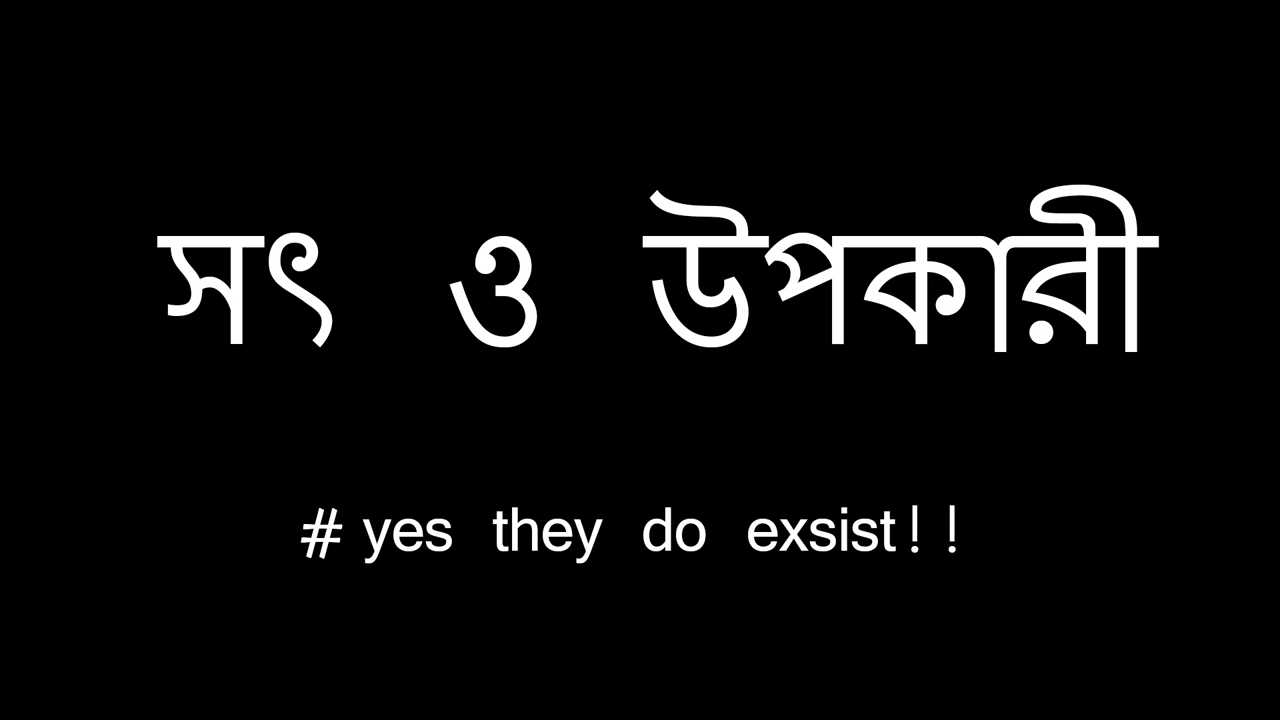 সৎ ও উপকারী
# yes they do exsist!!